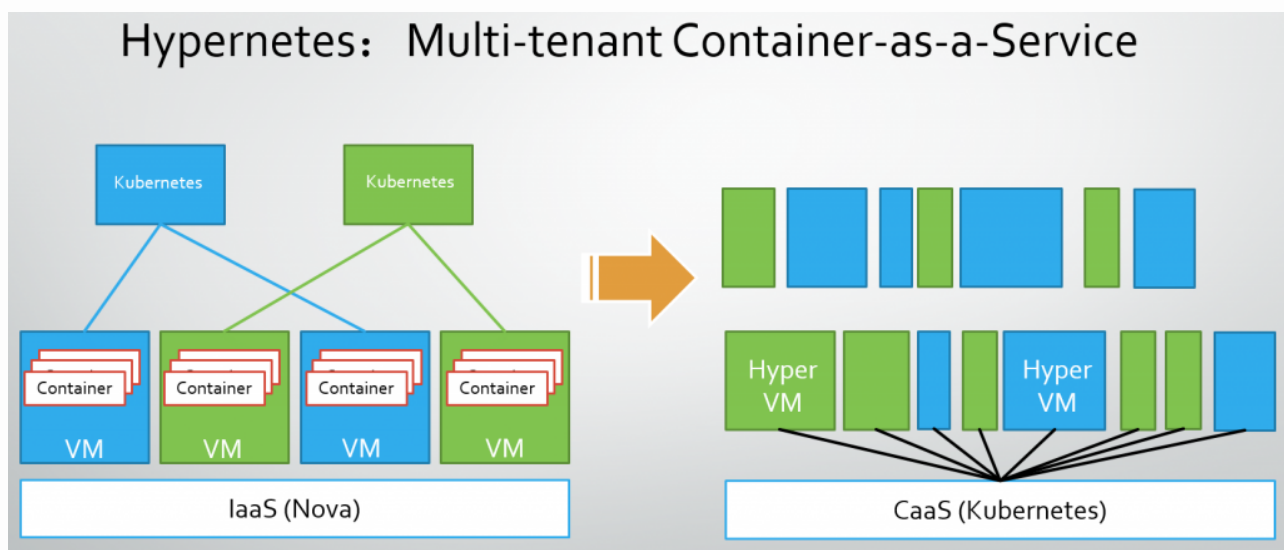 Hypernetes： Multi-tenant Container-as-a-Service
Kubernetes
Kubernetes
Container
VM
Container
VM
Container
VM
Container
VM
IaaS (Nova)
Hyper
VM
Hyper
VM
CaaS (Kubernetes)